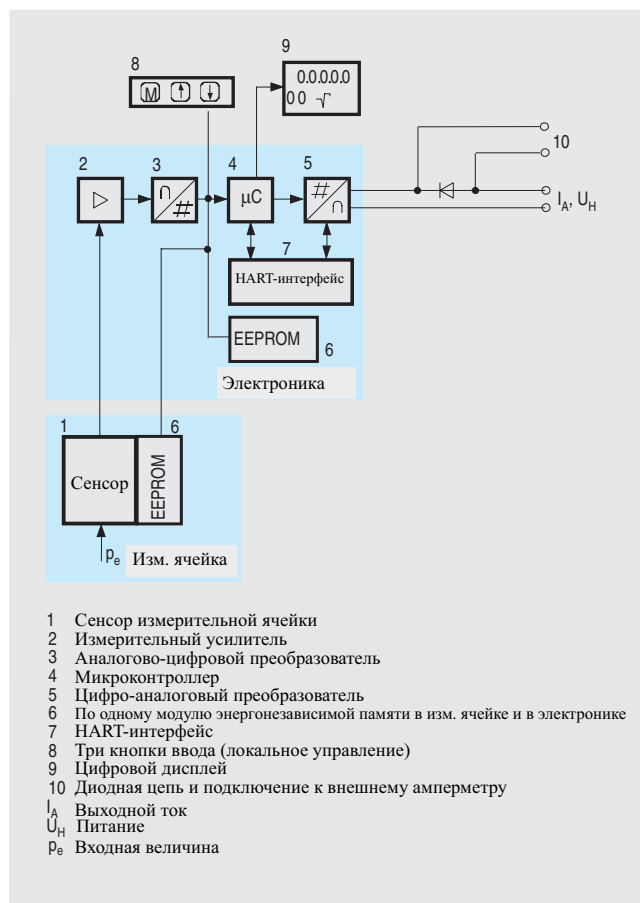 9
8
0.0.0.0.0
0 0 √
M ↑ ↓
10
2
3
4
5
∩
#
µC
#
∩
I_A, U_H
7
HART-интерфейс
EEPROM
6
Электроника
1
6
Сенсор
EEPROM
p_e
Изм. ячейка
1 Сенсор измерительной ячейки
2 Измерительный усилитель
3 Аналогово-цифровой преобразователь
4 Микроконтроллер
5 Цифро-аналоговый преобразователь
6 По одному модулю энергонезависимой памяти в изм. ячейке и в электронике
7 HART-интерфейс
8 Три кнопки ввода (локальное управление)
9 Цифровой дисплей
10 Диодная цепь и подключение к внешнему амперметру
I_A Выходной ток
U_H Питание
p_e Входная величина